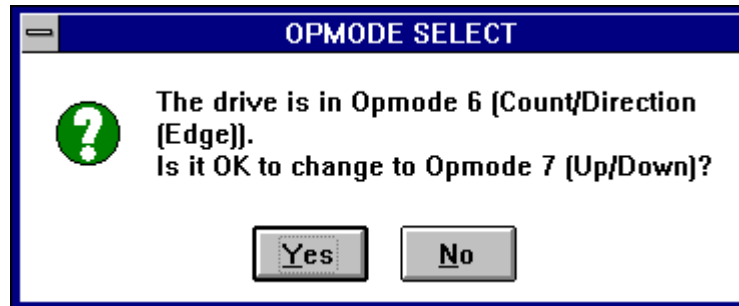 OPMODE SELECT
The drive is in Opmode 6 (Count/Direction
(Edge)).
Is it OK to change to Opmode 7 (Up/Down)?
Yes
No